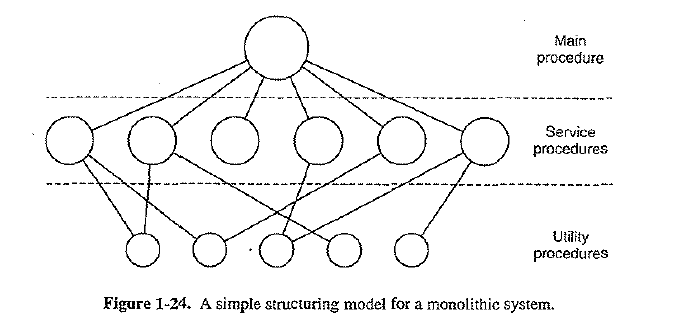 Main
procedure
Service
procedures
Utility
procedures
Figure 1-24. A simple structuring model for a monolithic system.